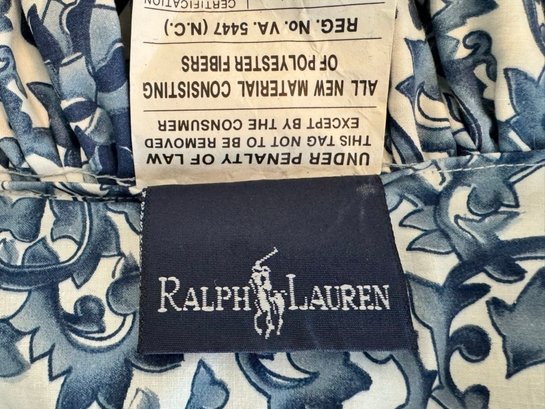 UNDER PENALTY OF LAW
THIS TAG NOT TO BE REMOVED
EXCEPT BY THE CONSUMER
ALL NEW MATERIAL CONSISTING
OF POLYESTER FIBERS
REG. No. VA. 5447 (N.C.)
CERTIFICATION
RALPH LAUREN